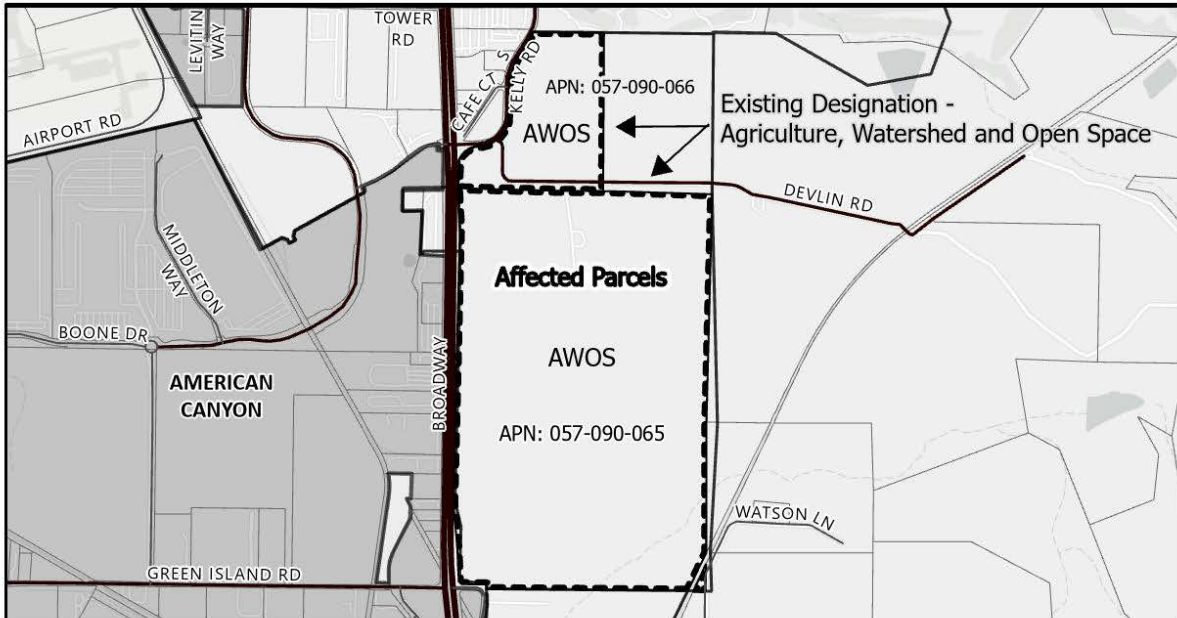 LEVITIN
WAY
TOWER
RD
AIRPORT RD
CAFE CT
S KELLY RD
APN: 057-090-066
AWOS
Existing Designation -
Agriculture, Watershed and Open Space
DEVLIN RD
MIDDLETON
WAY
Affected Parcels
BOONE DR
AWOS
AMERICAN
CANYON
BROADWAY
APN: 057-090-065
WATSON LN
GREEN ISLAND RD